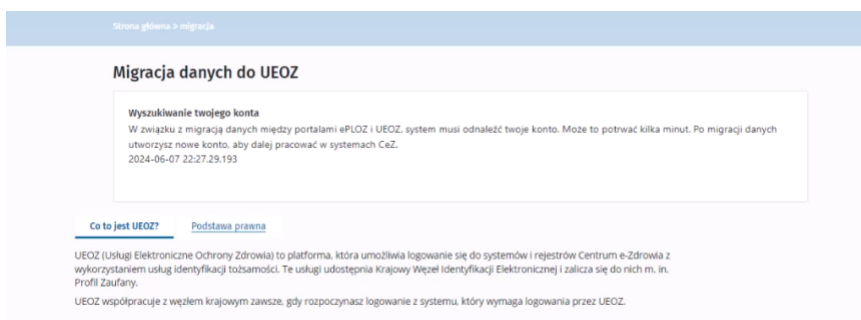 Strona główna > migracja
Migracja danych do UEOZ
Wyszukiwanie twojego konta
W związku z migracją danych między portalami ePLOZ i UEOZ, system musi odnaleźć twoje konto. Może to potrwać kilka minut. Po migracji danych
utworzysz nowe konto, aby dalej pracować w systemach CeZ.
2024-06-07 22:27.29.193
Co to jest UEOZ? Podstawa prawna
UEOZ (Usługi Elektroniczne Ochrony Zdrowia) to platforma, która umożliwia logowanie się do systemów i rejestrów Centrum e-Zdrowia z
wykorzystaniem usług identyfikacji tożsamości. Te usługi udostępnia Krajowy Węzeł Identyfikacji Elektronicznej i zalicza się do nich m. in.
Profil Zaufany.
UEOZ współpracuje z węzłem krajowym zawsze, gdy rozpoczynasz logowanie z systemu, który wymaga logowania przez UEOZ.